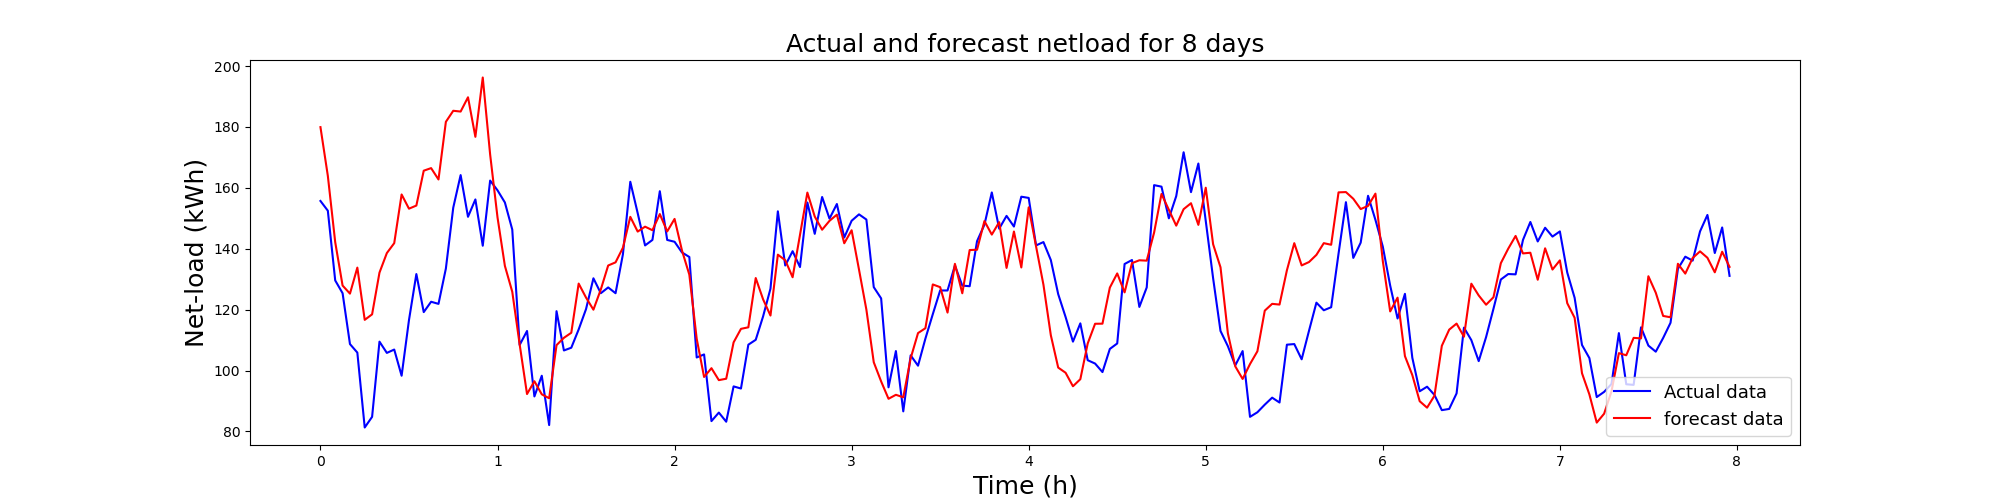 Actual and forecast netload for 8 days
200
180
160
140
120
100
80
Net-load (kWh)
0 1 2 3 4 5 6 7 8
Time (h)
Actual data
forecast data